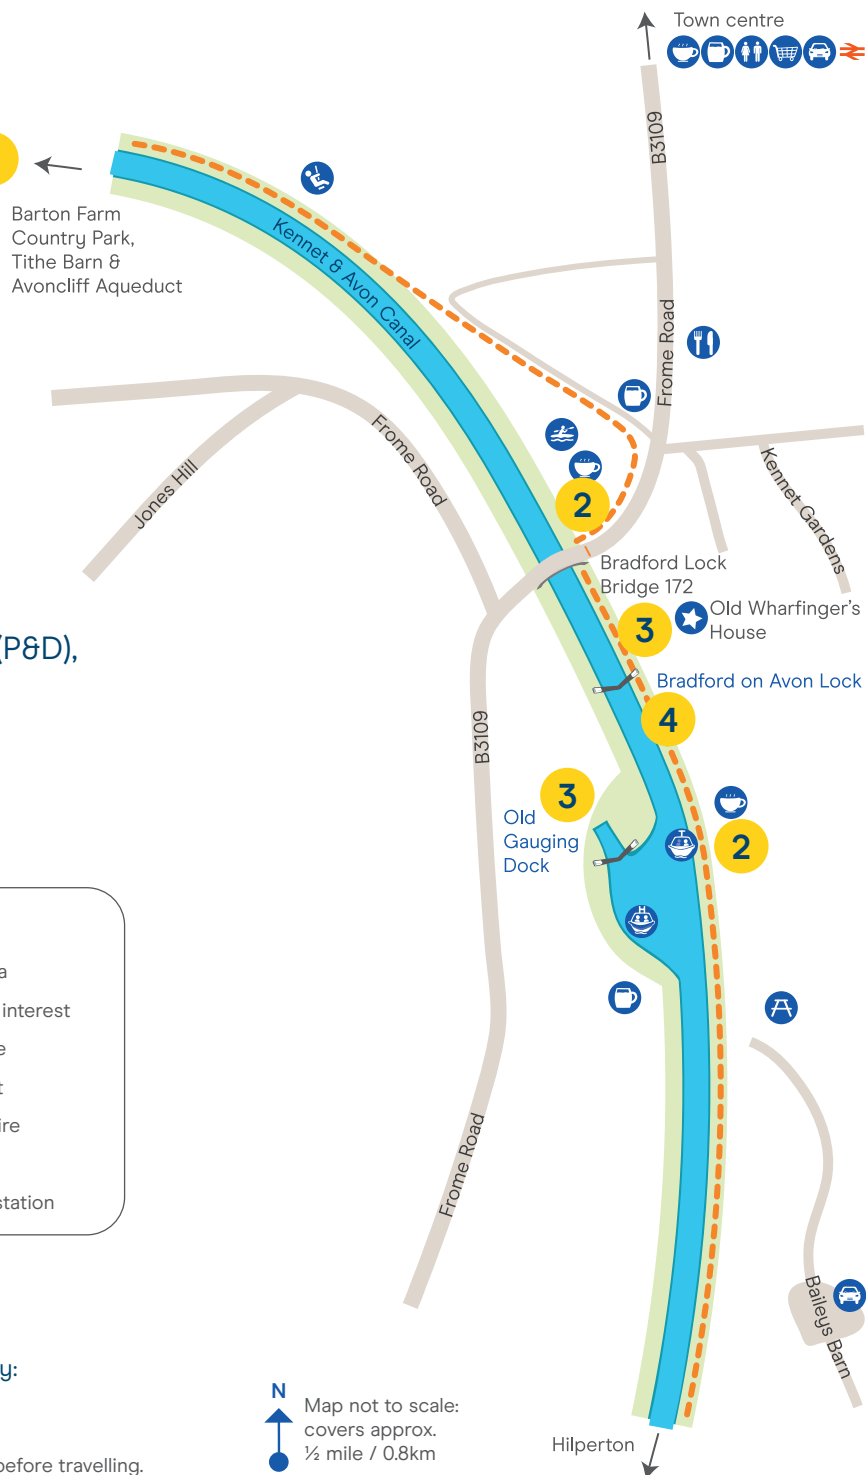 Town centre
B3109
Barton Farm
Country Park,
Tithe Barn &
Avoncliff Aqueduct
Kennet & Avon Canal
Frome Road
Frome Road
Jones Hill
Kennet Gardens
2
Bradford Lock
Bridge 172
3
Old Wharfinger's
House
(P&D),
Bradford on Avon Lock
4
B3109
3
Old
Gauging
Dock
2
a
interest
e
t
ire
station
Frome Road
Baileys Barn
y:
N
Map not to scale:
covers approx.
½ mile / 0.8km
Hilperton
before travelling.